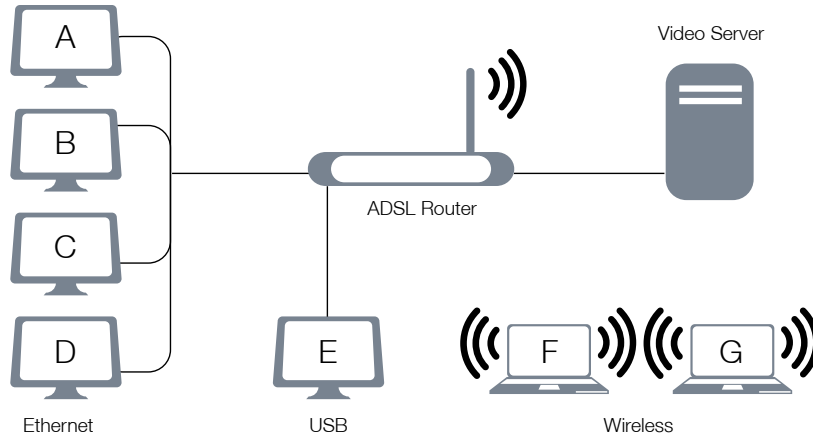 A
Video Server
B
ADSL Router
C
D
E
F
G
Ethernet
USB
Wireless